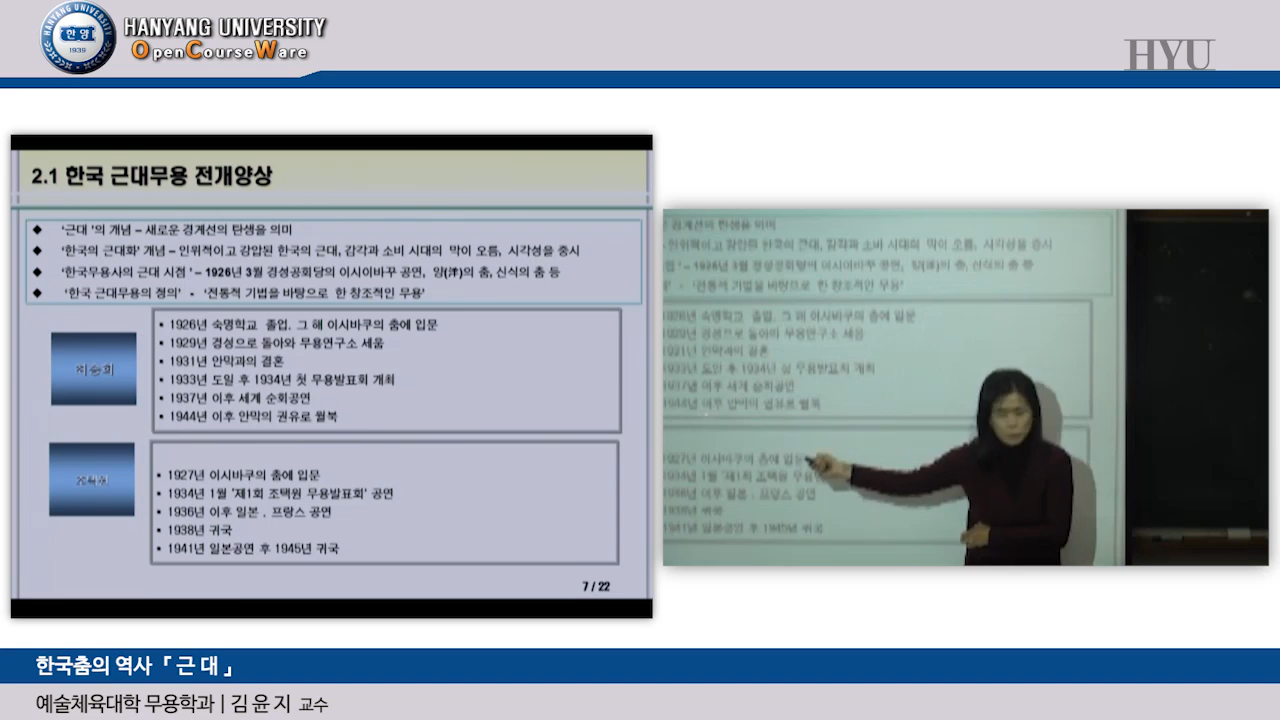 HANYANG UNIVERSITY
OpenCourseWare
한양
1939
HYU
2.1 한국 근대무용 전개양상
◆ '근대 '의 개념 – 새로운 경계선의 탄생을 의미
◆ '한국의 근대화' 개념 – 인위적이고 강압된 한국의 근대, 감각과 소비 시대의 막이 오름, 시각성을 중시
◆ '한국무용사의 근대 시점 ' – 1926년 3월 경성공회당의 이시이바꾸 공연, 양(洋)의 춤, 신식의 춤 등
◆ '한국 근대무용의 정의' - '전통적 기법을 바탕으로 한 창조적인 무용'
최승희
▪ 1926년 숙명학교 졸업, 그 해 이시바쿠의 춤에 입문
▪ 1929년 경성으로 돌아와 무용연구소 세움
▪ 1931년 안막과의 결혼
▪ 1933년 도일 후 1934년 첫 무용발표회 개최
▪ 1937년 이후 세계 순회공연
▪ 1944년 이후 안막의 권유로 월북
조택원
▪ 1927년 이시바쿠의 춤에 입문
▪ 1934년 1월 '제1회 조택원 무용발표회' 공연
▪ 1936년 이후 일본 , 프랑스 공연
▪ 1938년 귀국
▪ 1941년 일본공연 후 1945년 귀국
7 / 22
한국춤의 역사 「 근 대 」
예술체육대학 무용학과 | 김 윤 지 교수